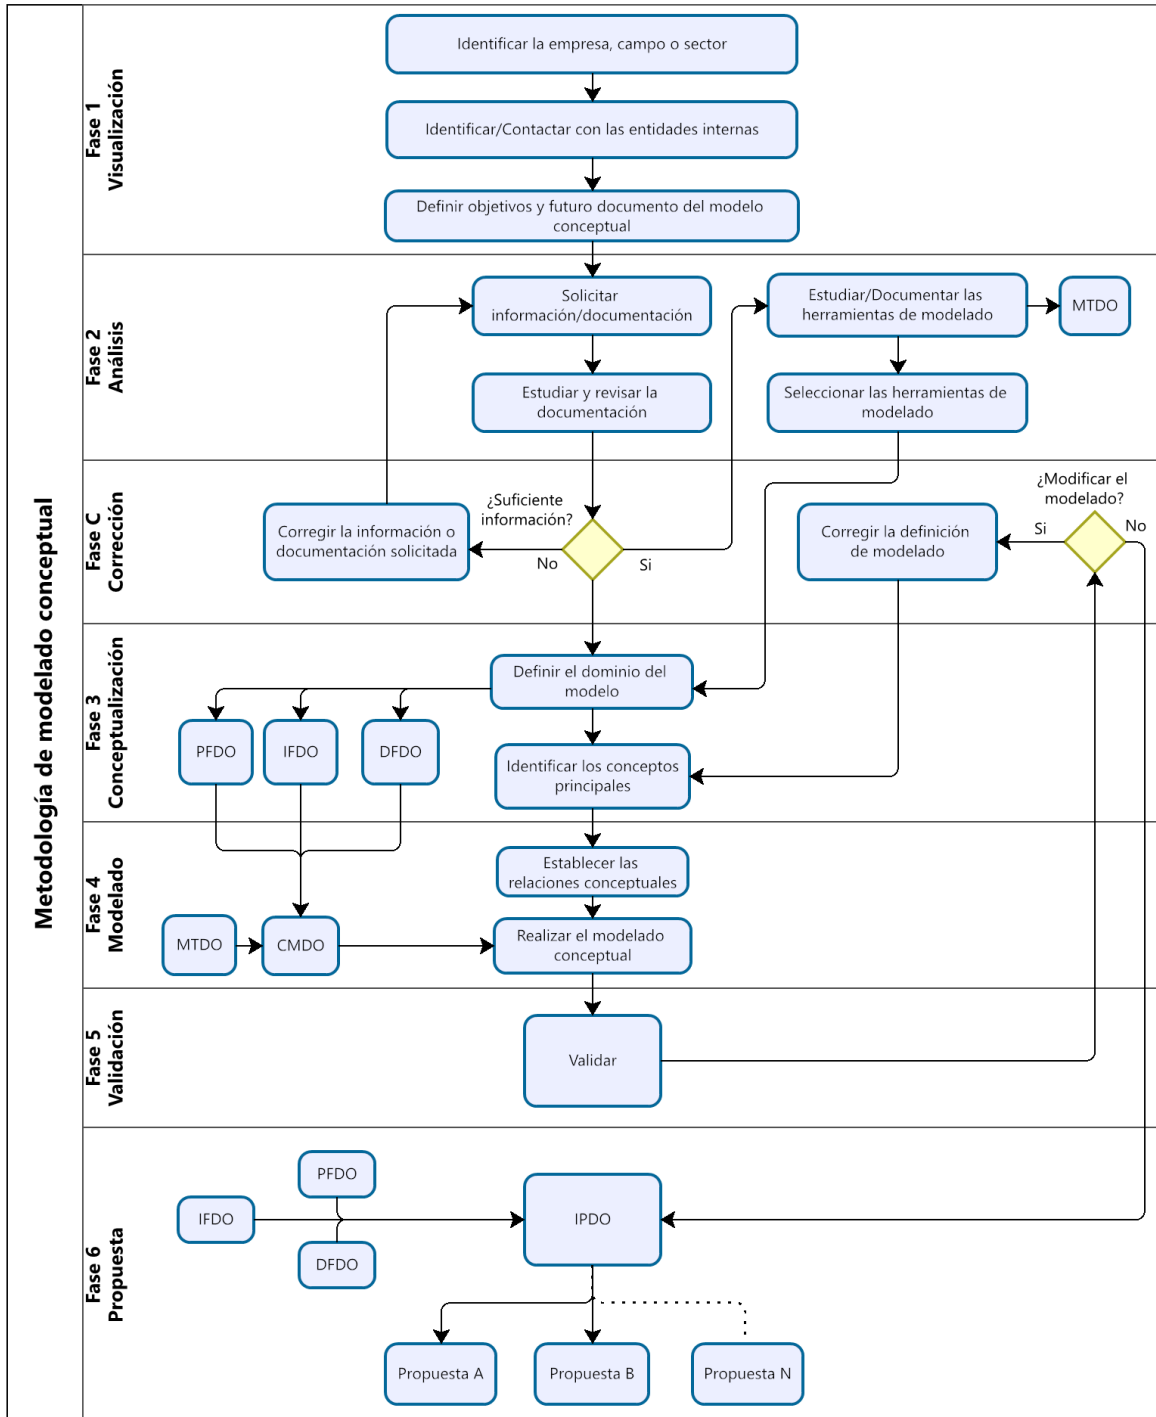 Metodología de modelado conceptual
Fase 1
Visualización
Identificar la empresa, campo o sector
Identificar/Contactar con las entidades internas
Definir objetivos y futuro documento del modelo
conceptual
Fase 2
Análisis
Solicitar
información/documentación
Estudiar/Documentar las
herramientas de modelado
MTDO
Estudiar y revisar la
documentación
Seleccionar las herramientas de
modelado
Fase C
Corrección
¿Suficiente
información?
¿Modificar el
modelado?
Corregir la información o
documentación solicitada
No
Si
Corregir la definición
de modelado
Si
No
Fase 3
Conceptualización
Definir el dominio del
modelo
PFDO
IFDO
DFDO
Identificar los conceptos
principales
Fase 4
Modelado
Establecer las
relaciones conceptuales
MTDO
CMDO
Realizar el modelado
conceptual
Fase 5
Validación
Validar
Fase 6
Propuesta
PFDO
IFDO
DFDO
IPDO
Propuesta A
Propuesta B
Propuesta N